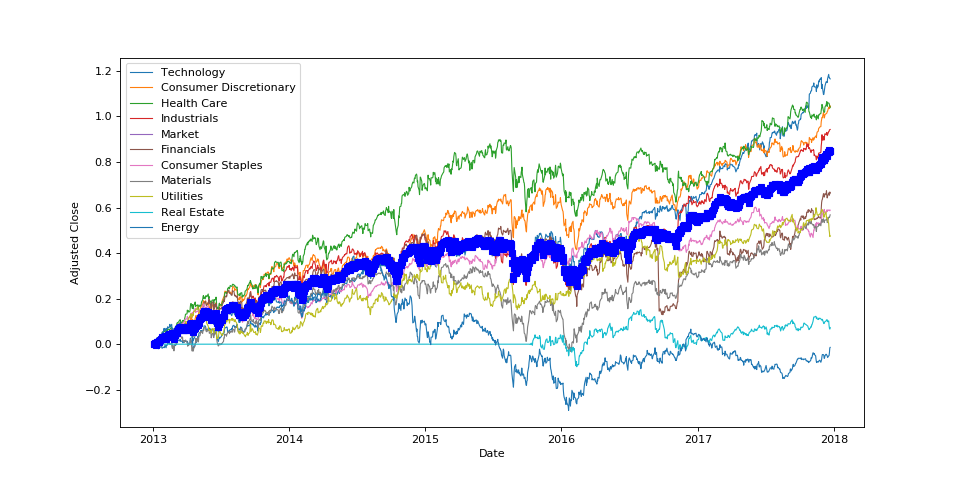 1.2
1.0
0.8
0.6
0.4
0.2
0.0
−0.2
Adjusted Close
Technology
Consumer Discretionary
Health Care
Industrials
Market
Financials
Consumer Staples
Materials
Utilities
Real Estate
Energy
2013 2014 2015 2016 2017 2018
Date